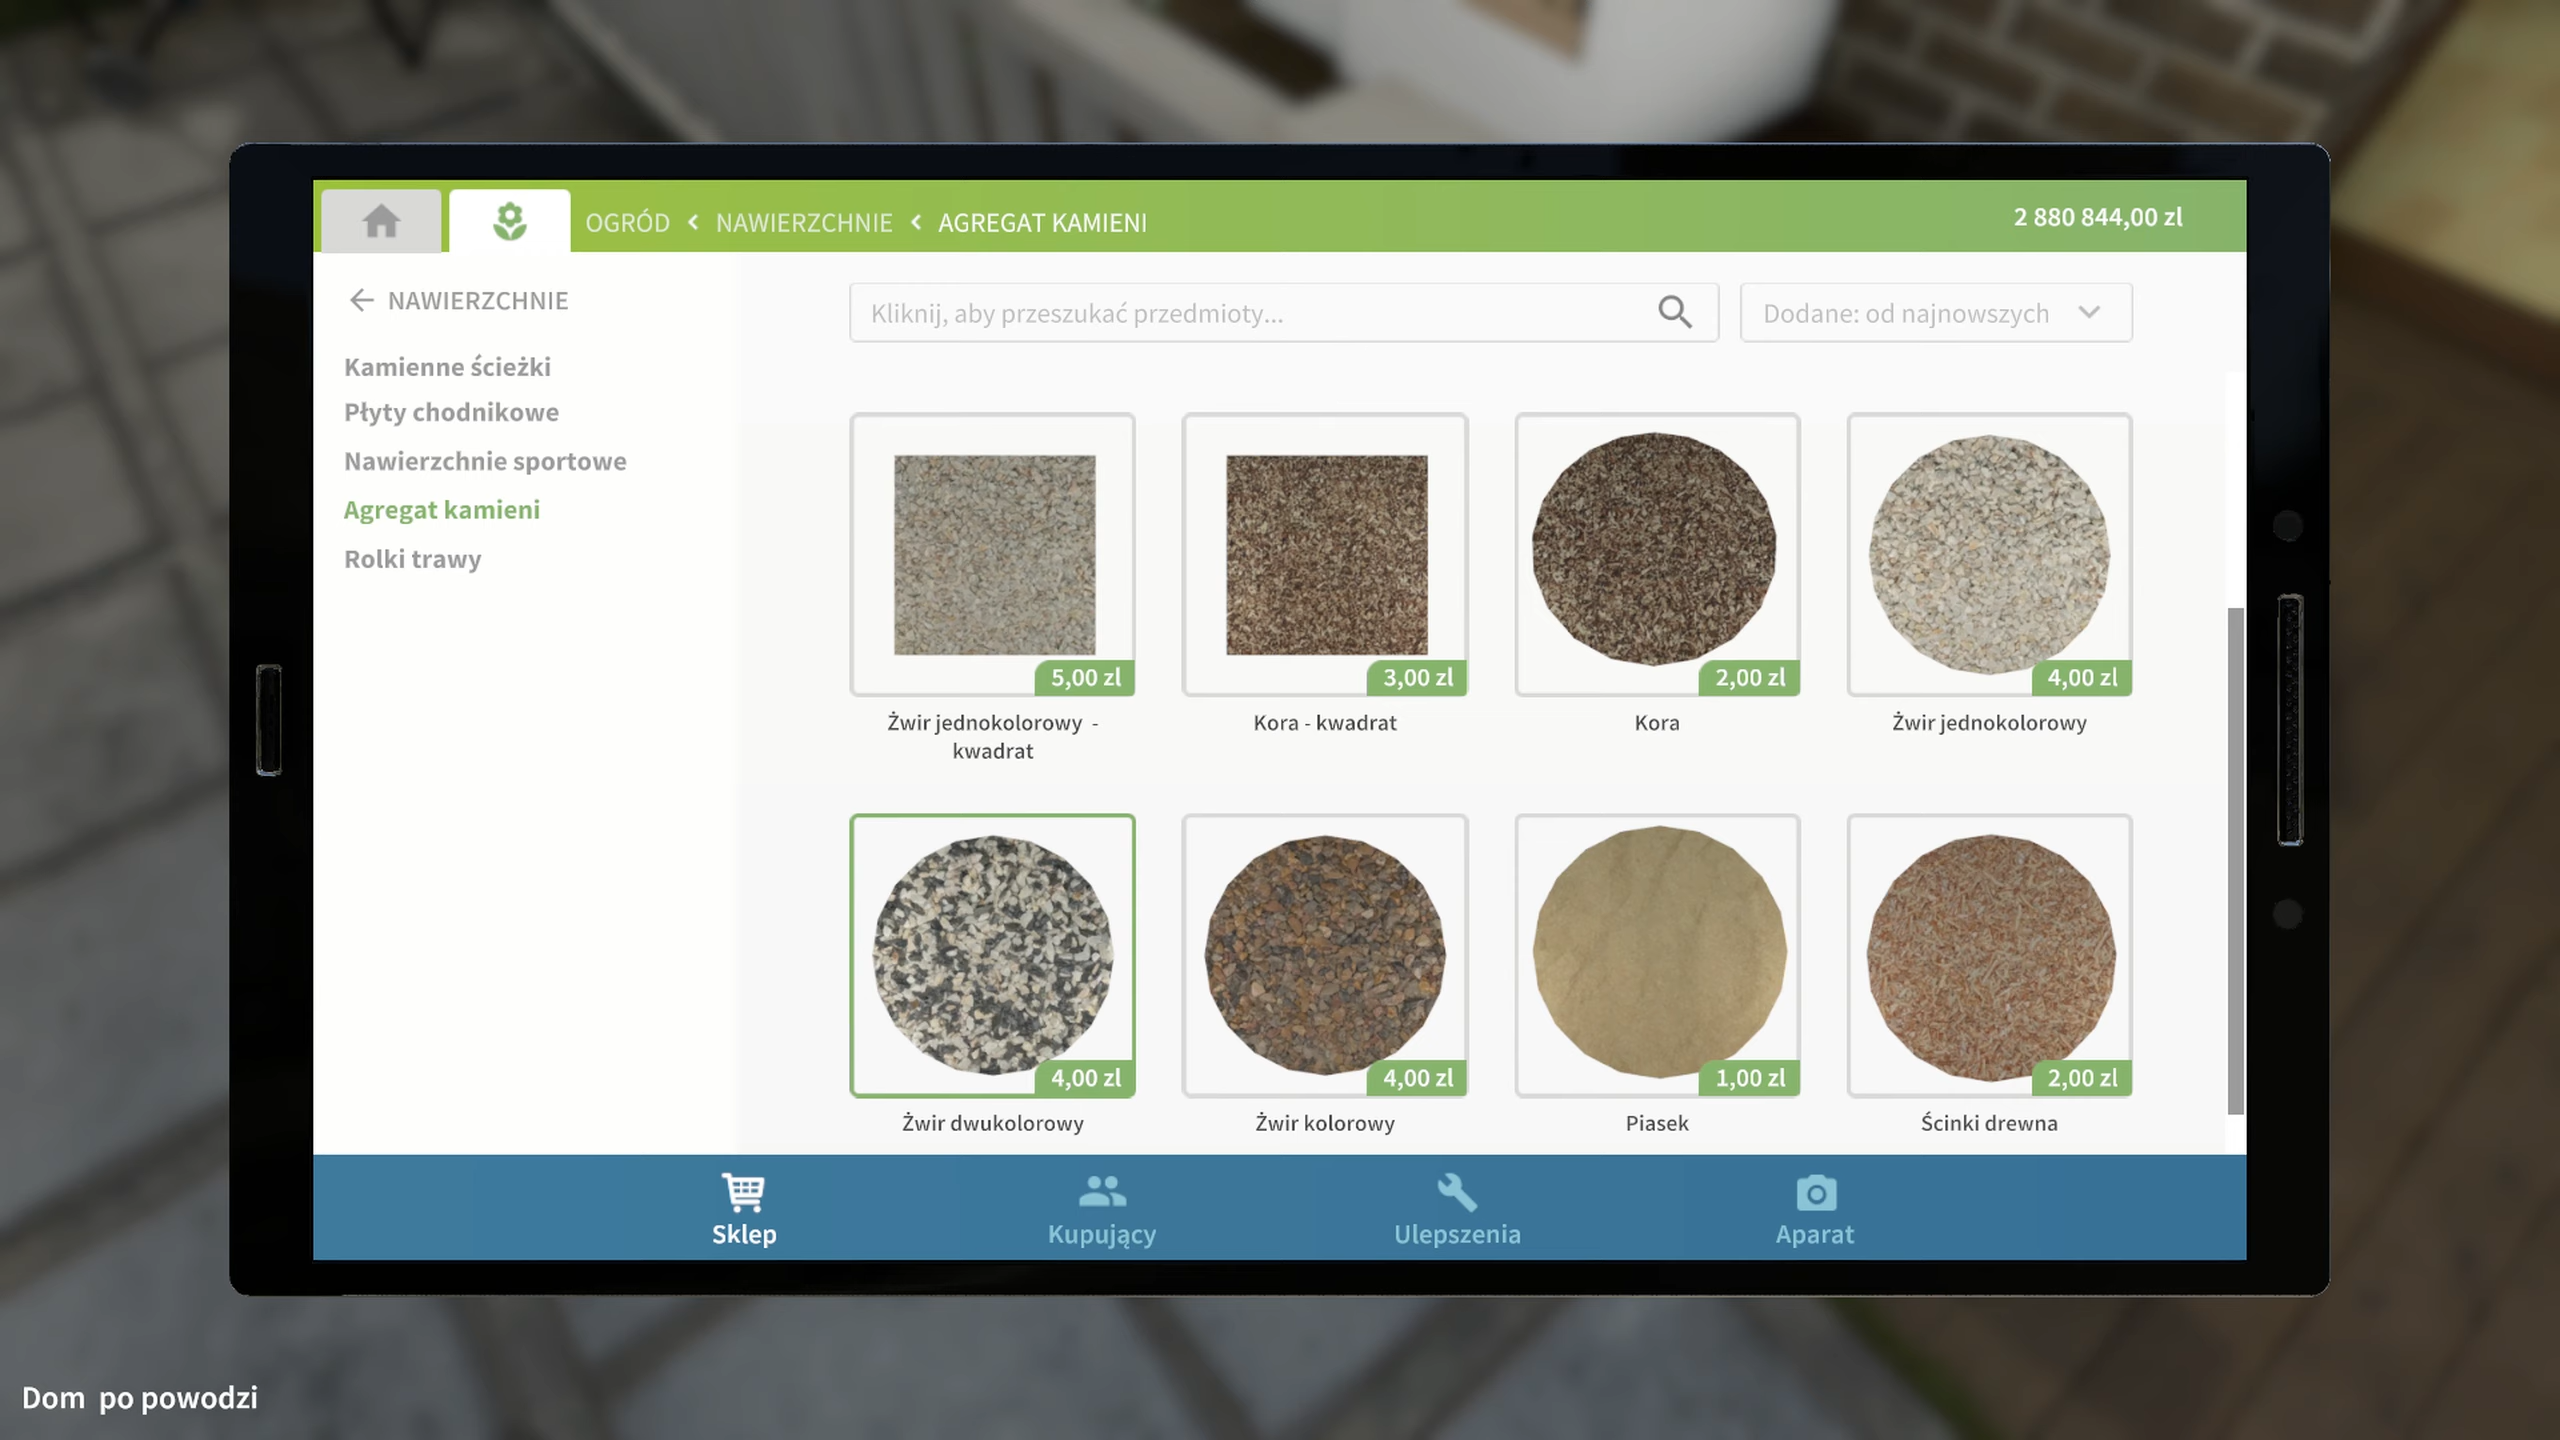 OGRÓD < NAWIERZCHNIE < AGREGAT KAMIENI
2 880 844,00 zl
NAWIERZCHNIE
Kamienne ścieżki
Płyty chodnikowe
Nawierzchnie sportowe
Agregat kamieni
Rolki trawy
Kliknij, aby przeszukać przedmioty...
Dodane: od najnowszych
5,00 zl
3,00 zl
2,00 zl
4,00 zl
Żwir jednokolorowy -
kwadrat
Kora - kwadrat
Kora
Żwir jednokolorowy
4,00 zl
4,00 zl
1,00 zl
2,00 zl
Żwir dwukolorowy
Żwir kolorowy
Piasek
Ścinki drewna
Sklep
Kupujący
Ulepszenia
Aparat
Dom po powodzi